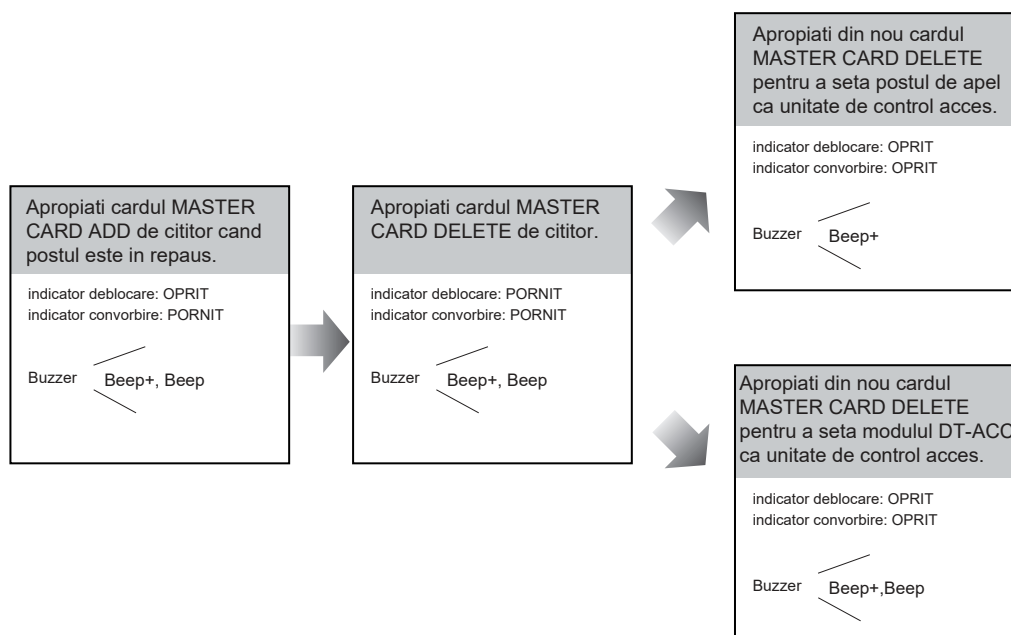 Apropiati cardul MASTER
CARD ADD de cititor cand
postul este in repaus.
indicator deblocare: OPRIT
indicator convorbire: PORNIT
Buzzer
Beep+, Beep
Apropiati cardul MASTER
CARD DELETE de cititor.
indicator deblocare: PORNIT
indicator convorbire: PORNIT
Buzzer
Beep+, Beep
Apropiati din nou cardul
MASTER CARD DELETE
pentru a seta postul de apel
ca unitate de control acces.
indicator deblocare: OPRIT
indicator convorbire: OPRIT
Buzzer
Beep+
Apropiati din nou cardul
MASTER CARD DELETE
pentru a seta modulul DT-ACC
ca unitate de control acces.
indicator deblocare: OPRIT
indicator convorbire: OPRIT
Buzzer
Beep+,Beep